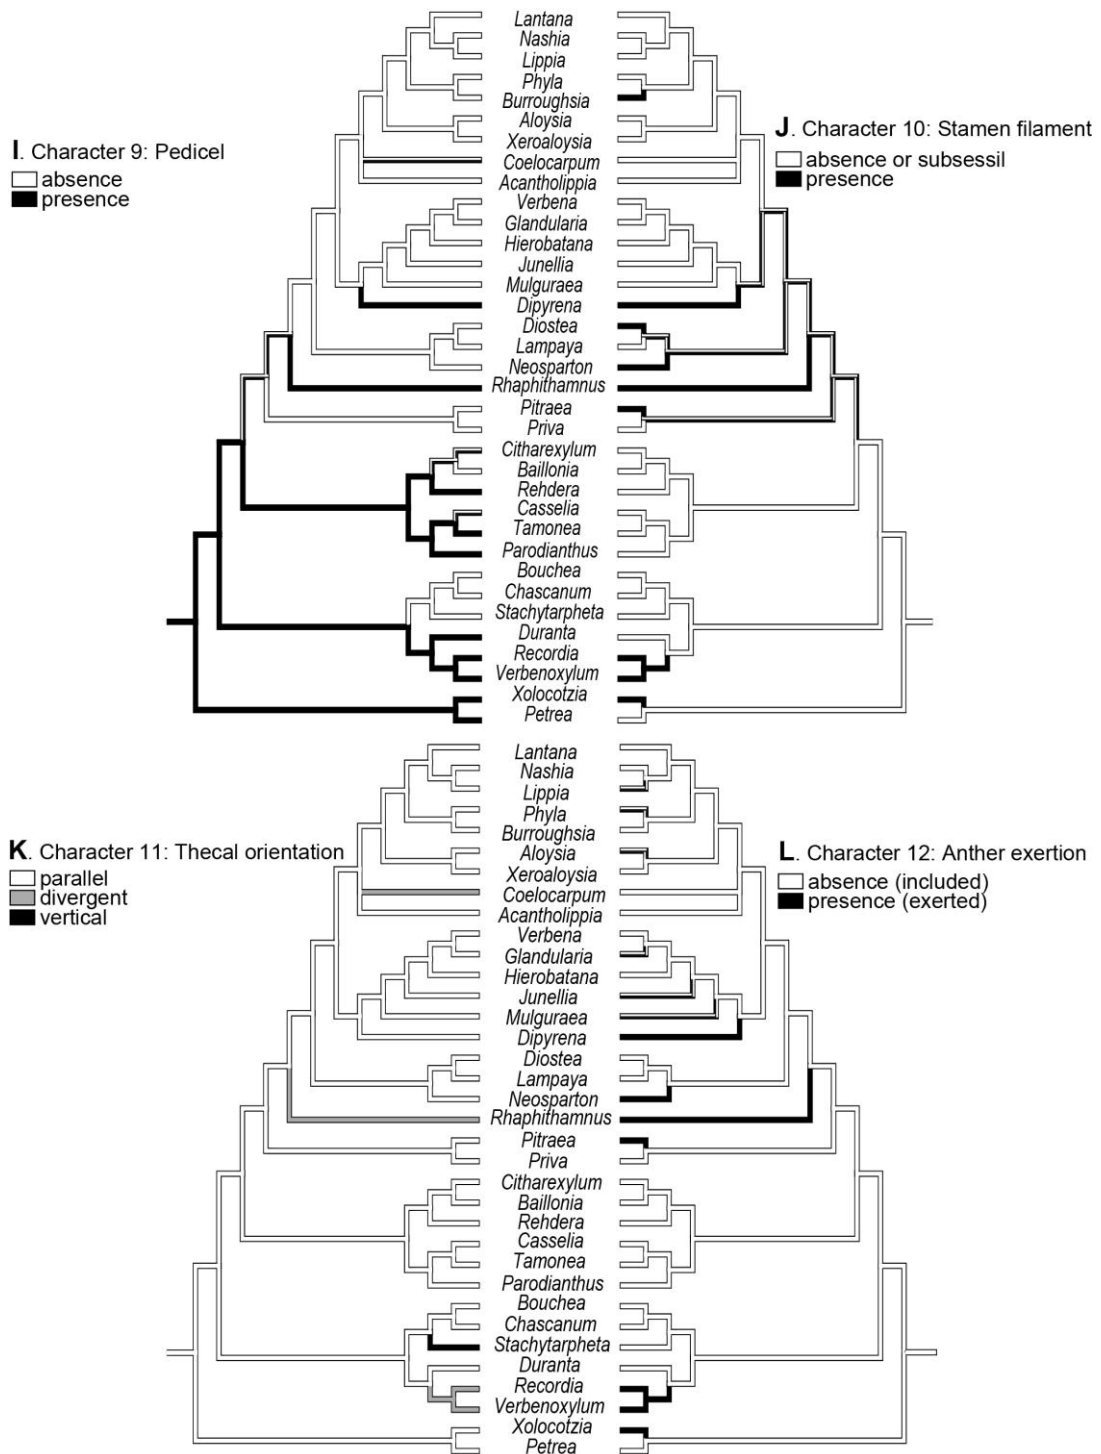 Lantana
Nashia
Lippia
Phyla
Burroughsia
Aloysia
Xeroaloysia
Coelocarpum
Acantholippia
Verbena
Glandularia
Hierobatana
Junellia
Mulguraea
Dipyrena
Diostea
Lampaya
Neosparton
Rhaphithamnus
Pitraea
Priva
Citharexylum
Baillonia
Rehdera
Casselia
Tamonea
Parodianthus
Bouchea
Chascanum
Stachytarpheta
Duranta
Recordia
Verbenoxylum
Xolocotzia
Petrea
I. Character 9: Pedicel
absence
presence
J. Character 10: Stamen filament
absence or subsessil
presence
Lantana
Nashia
Lippia
Phyla
Burroughsia
Aloysia
Xeroaloysia
Coelocarpum
Acantholippia
Verbena
Glandularia
Hierobatana
Junellia
Mulguraea
Dipyrena
Diostea
Lampaya
Neosparton
Rhaphithamnus
Pitraea
Priva
Citharexylum
Baillonia
Rehdera
Casselia
Tamonea
Parodianthus
Bouchea
Chascanum
Stachytarpheta
Duranta
Recordia
Verbenoxylum
Xolocotzia
Petrea
K. Character 11: Thecal orientation
parallel
divergent
vertical
L. Character 12: Anther exertion
absence (included)
presence (exerted)